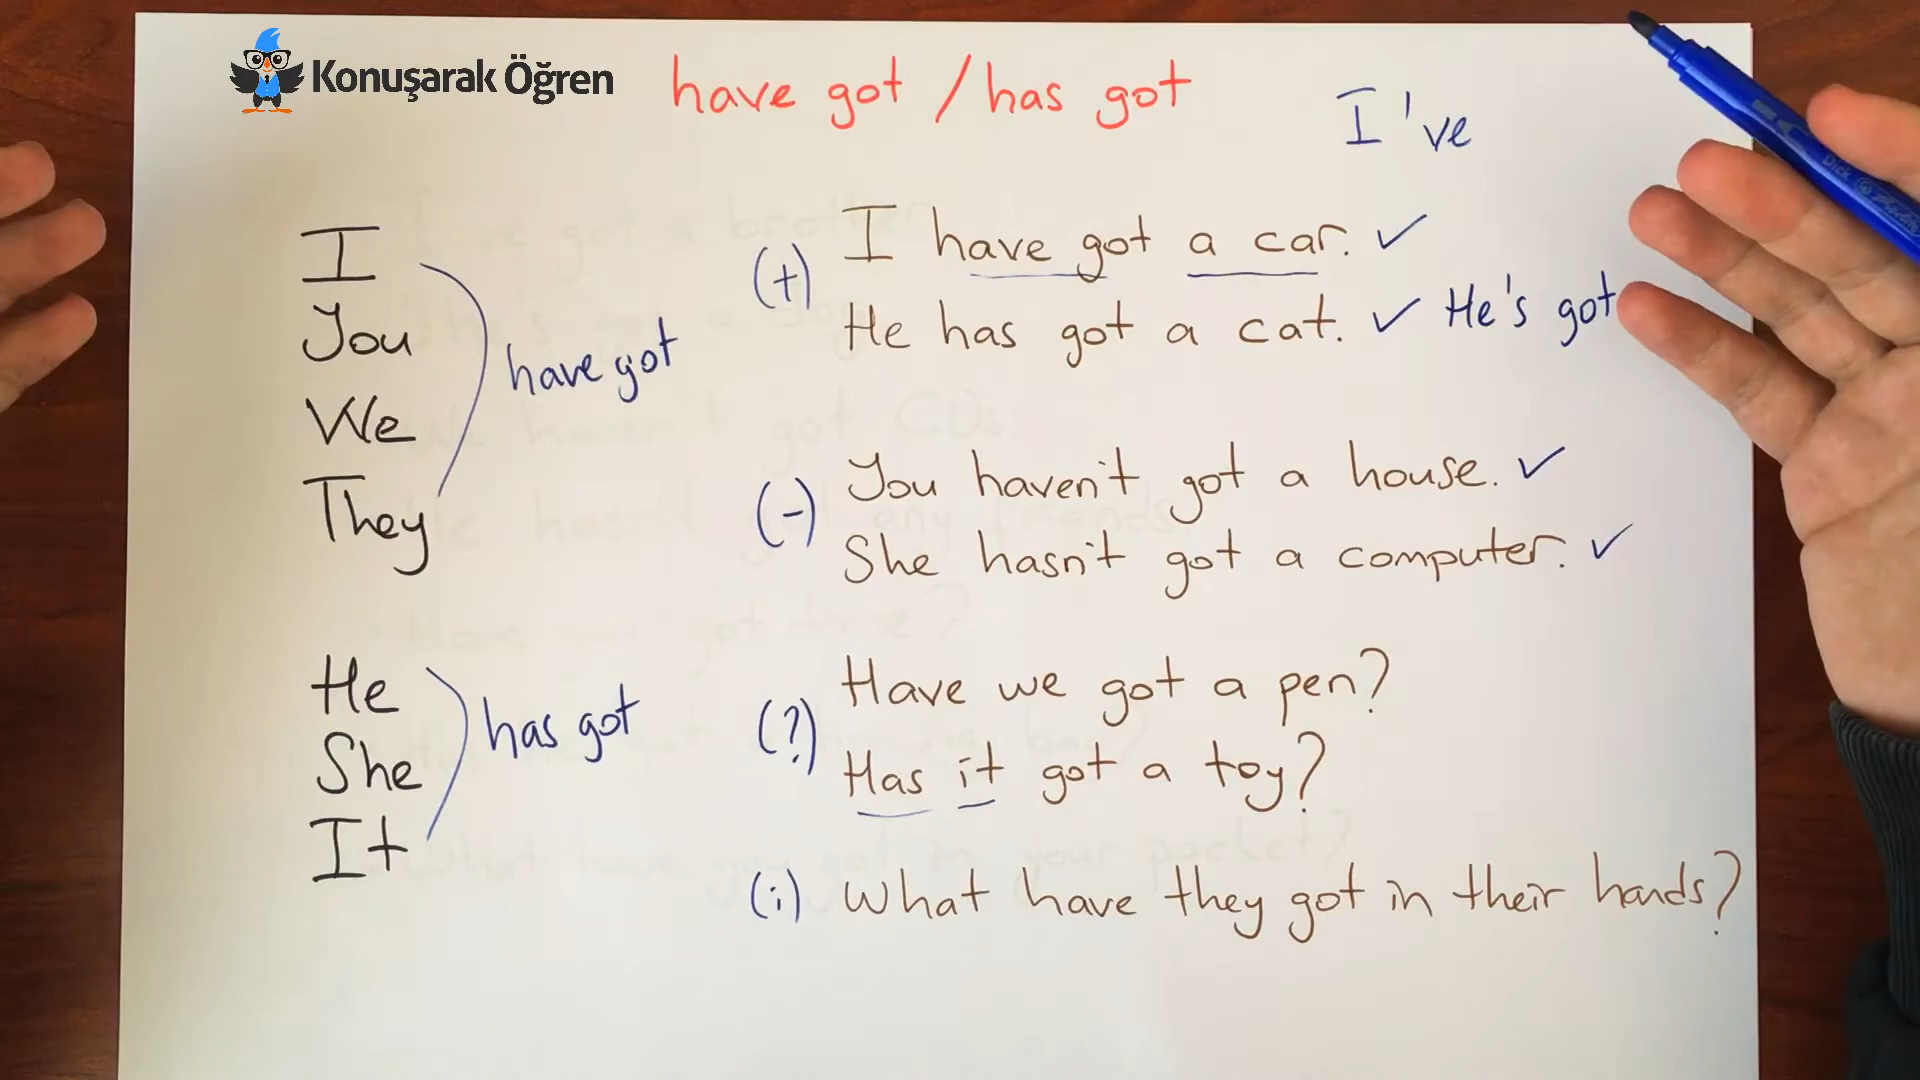 Konuşarak Öğren
have got / has got
I've
I
You
We
They
have got
He
She
It
has got
(+)
I have got a car. ✓
He has got a cat. ✓ He's got
(-)
You haven't got a house. ✓
She hasn't got a computer. ✓
(?)
Have we got a pen?
Has it got a toy?
(i) What have they got in their hands?
Dick